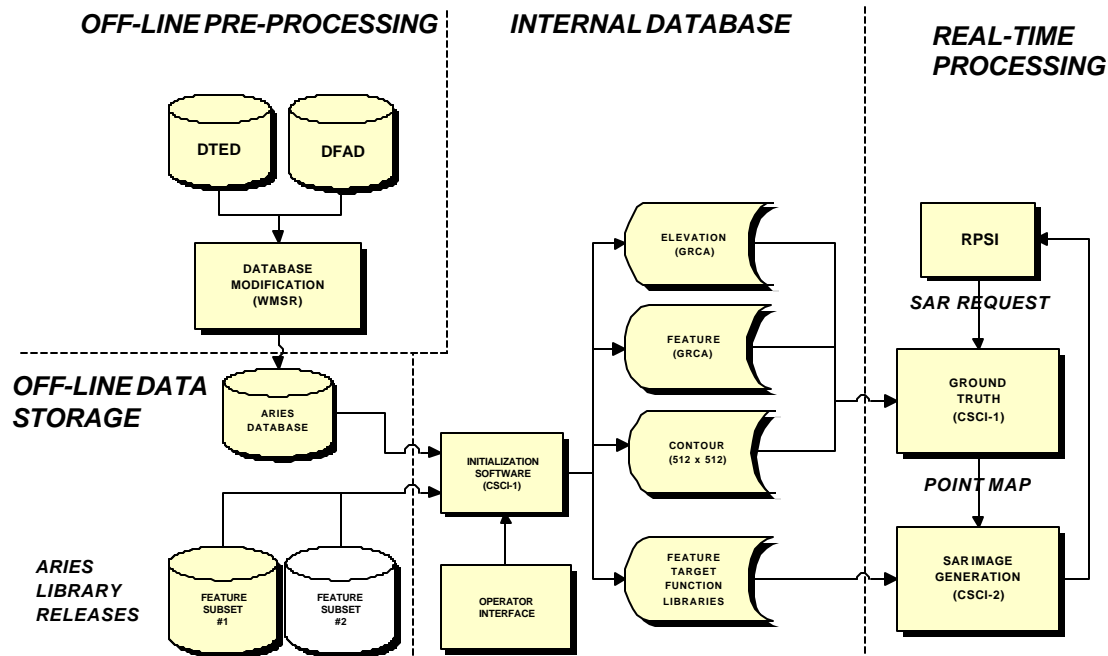 OFF-LINE PRE-PROCESSING
INTERNAL DATABASE
REAL-TIME
PROCESSING
DTED
DFAD
DATABASE
MODIFICATION
(WMSR)
OFF-LINE DATA
STORAGE
ARIES
DATABASE
ARIES
LIBRARY
RELEASES
FEATURE
SUBSET
#1
FEATURE
SUBSET
#2
INITIALIZATION
SOFTWARE
(CSCI-1)
OPERATOR
INTERFACE
ELEVATION
(GRCA)
FEATURE
(GRCA)
CONTOUR
(512 x 512)
FEATURE
TARGET
FUNCTION
LIBRARIES
RPSI
SAR REQUEST
GROUND
TRUTH
(CSCI-1)
POINT MAP
SAR IMAGE
GENERATION
(CSCI-2)